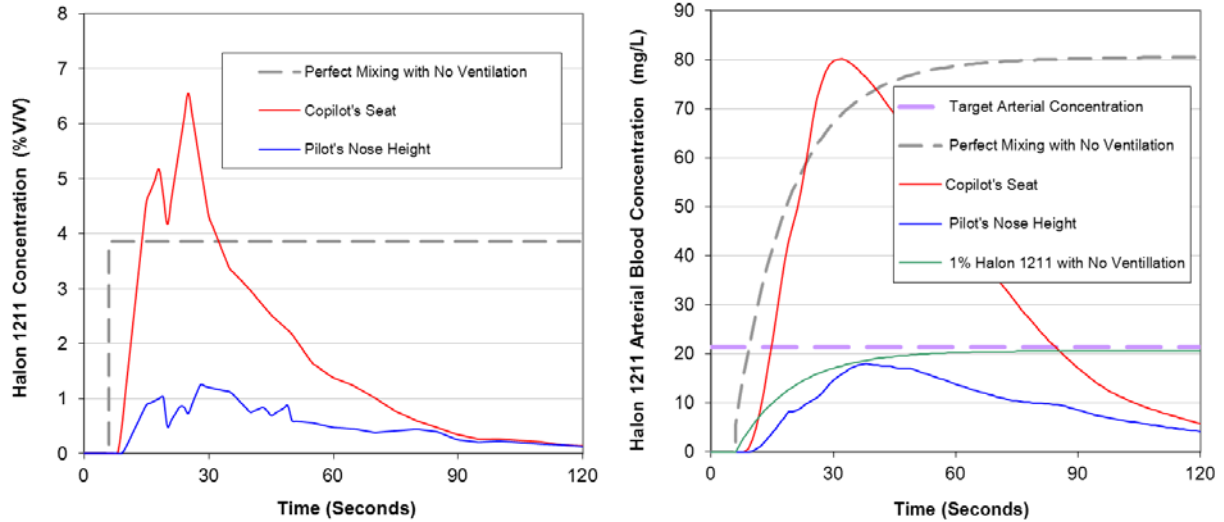 Halon 1211 Concentration (%V/V)
8
7
6
5
4
3
2
1
0
Perfect Mixing with No Ventilation
Copilot's Seat
Pilot's Nose Height
0 30 60 90 120
Time (Seconds)
Halon 1211 Arterial Blood Concentration (mg/L)
90
80
70
60
50
40
30
20
10
0
Target Arterial Concentration
Perfect Mixing with No Ventilation
Copilot's Seat
Pilot's Nose Height
1% Halon 1211 with No Ventillation
0 30 60 90 120
Time (Seconds)